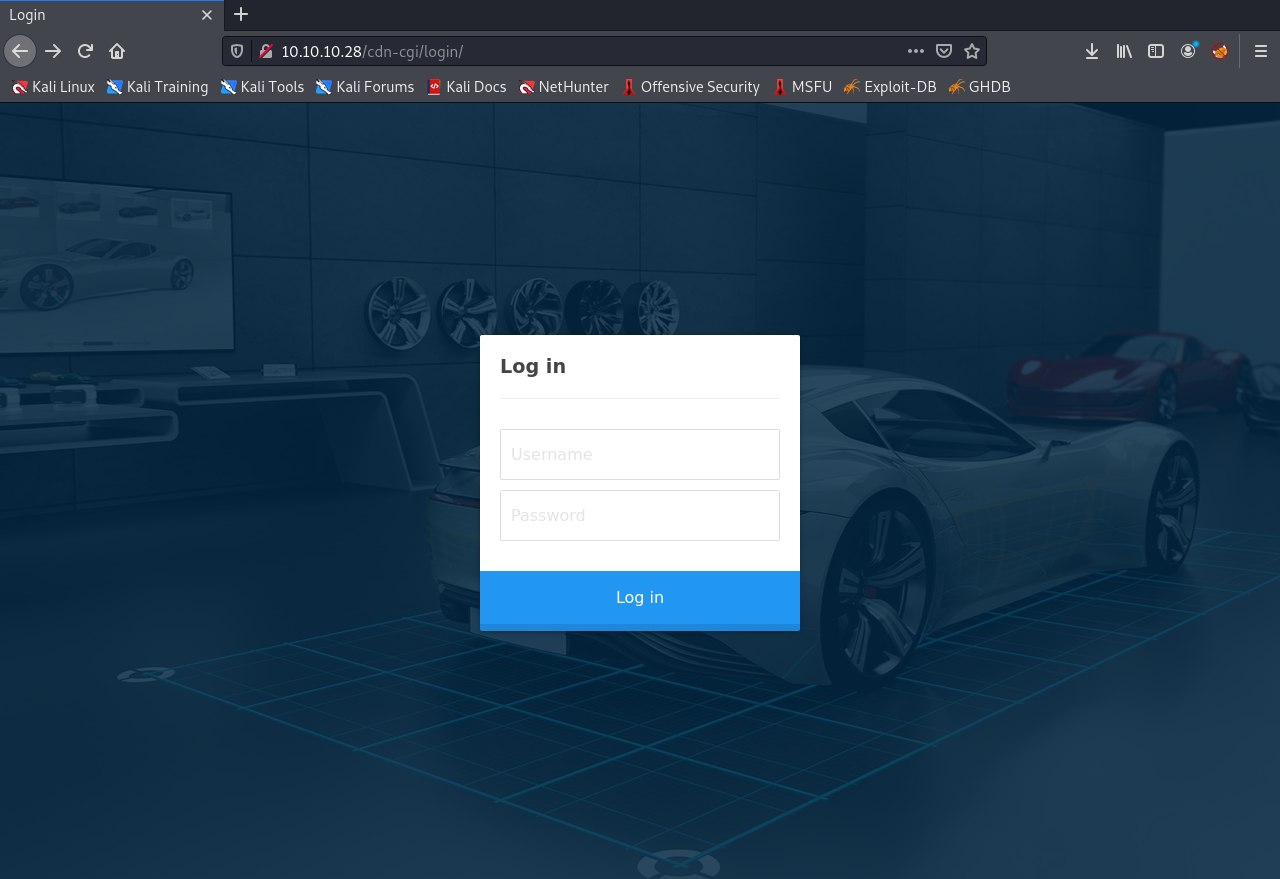 Login
10.10.10.28/cdn-cgi/login/
Kali Linux Kali Training Kali Tools Kali Forums Kali Docs NetHunter Offensive Security MSFU Exploit-DB GHDB
Log in
Username
Password
Log in